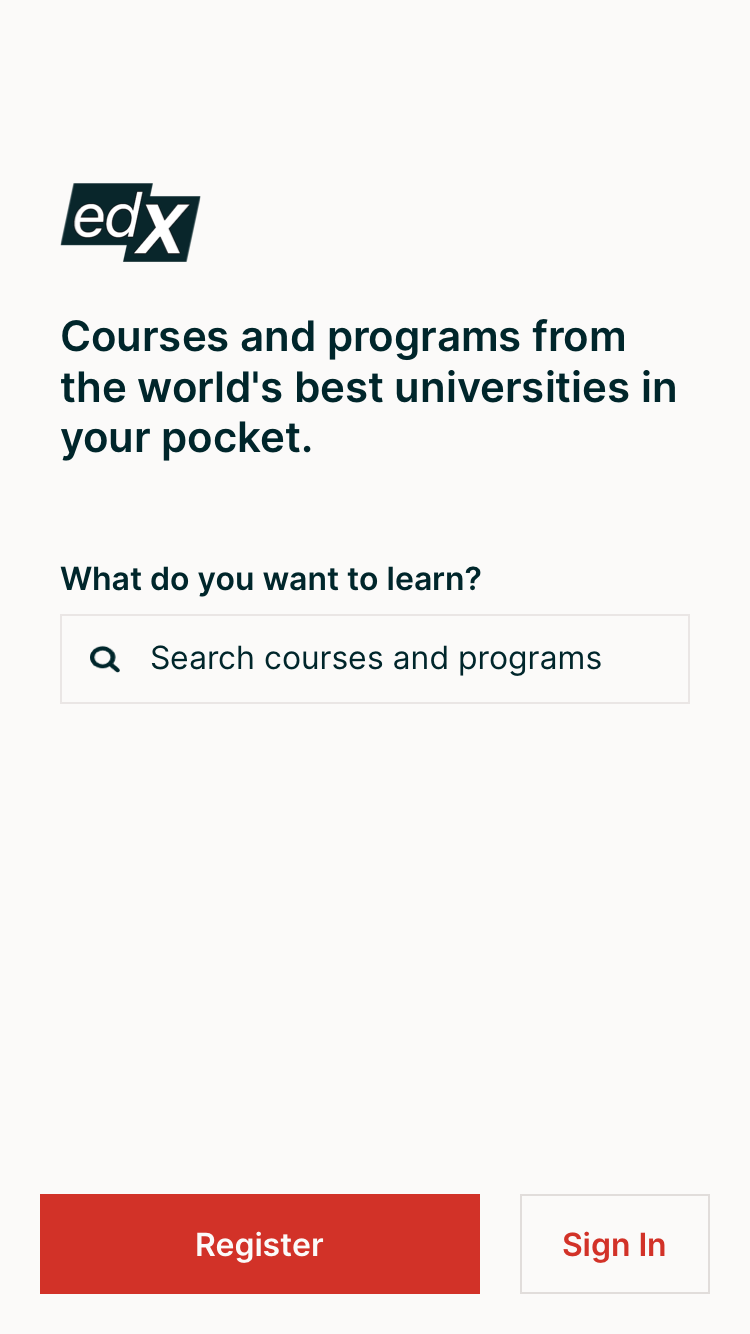 edX
Courses and programs from
the world's best universities in
your pocket.
What do you want to learn?
Search courses and programs
Register
Sign In